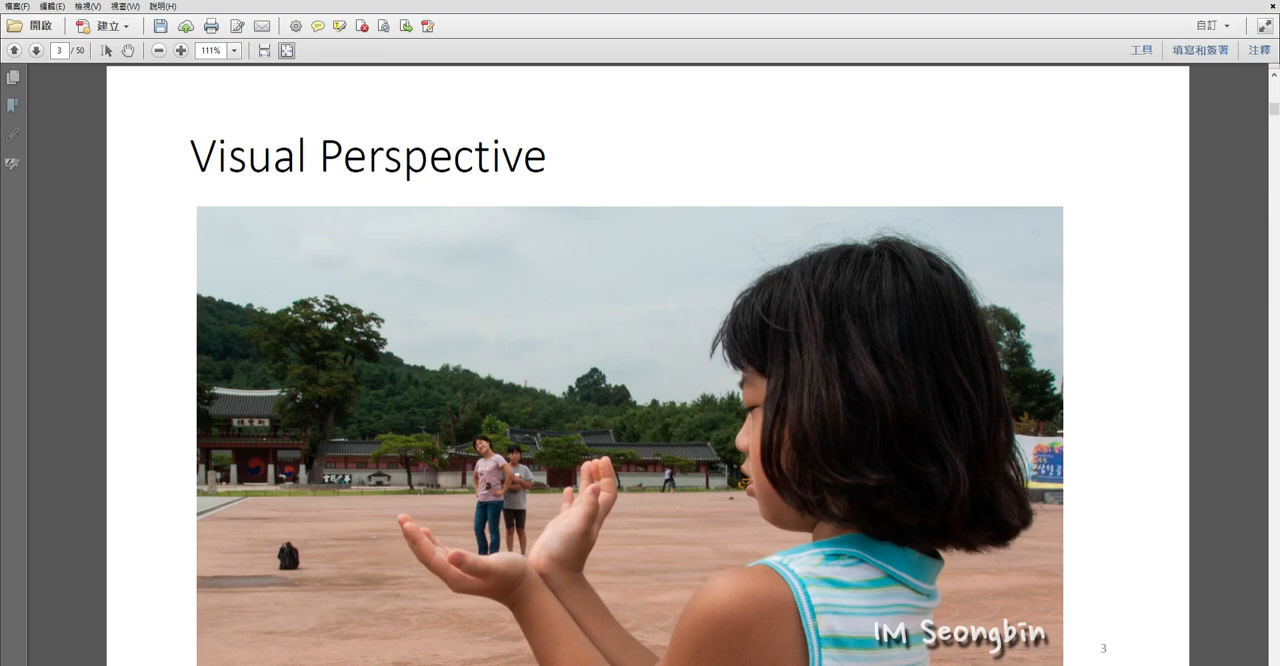 檔案(F) 編輯(E) 檢視(V) 視窗(W) 說明(H)
開啟 建立 自訂
3 / 50 111% 工具 填寫和簽署 注釋
Visual Perspective
IM Seongbin
3